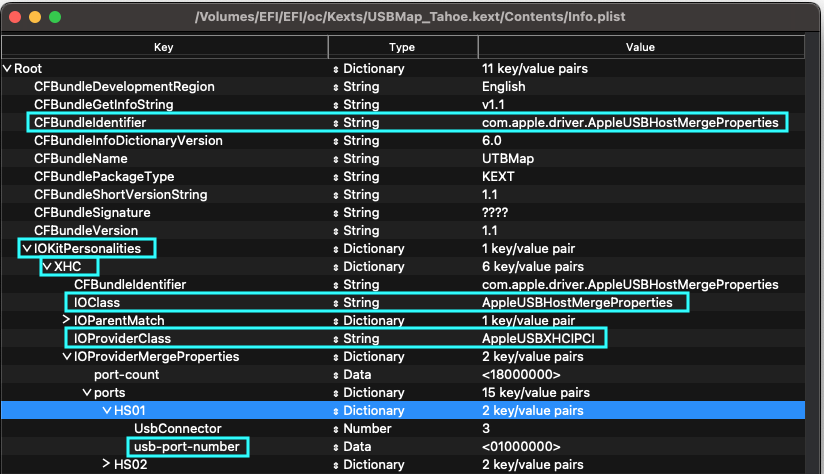 /Volumes/EFI/EFI/oc/Kexts/USBMap_Tahoe.kext/Contents/Info.plist
Key Type Value
Root Dictionary 11 key/value pairs
CFBundleDevelopmentRegion String English
CFBundleGetInfoString String v1.1
CFBundleIdentifier String com.apple.driver.AppleUSBHostMergeProperties
CFBundleInfoDictionaryVersion String 6.0
CFBundleName String UTBMap
CFBundlePackageType String KEXT
CFBundleShortVersionString String 1.1
CFBundleSignature String ????
CFBundleVersion String 1.1
IOKitPersonalities Dictionary 1 key/value pair
XHC Dictionary 6 key/value pairs
CFBundleIdentifier String com.apple.driver.AppleUSBHostMergeProperties
IOClass String AppleUSBHostMergeProperties
IOParentMatch Dictionary 1 key/value pair
IOProviderClass String AppleUSBXHCIPCI
IOProviderMergeProperties Dictionary 2 key/value pairs
port-count Data <18000000>
ports Dictionary 15 key/value pairs
HS01 Dictionary 2 key/value pairs
UsbConnector Number 3
usb-port-number Data <01000000>
HS02 Dictionary 2 key/value pairs